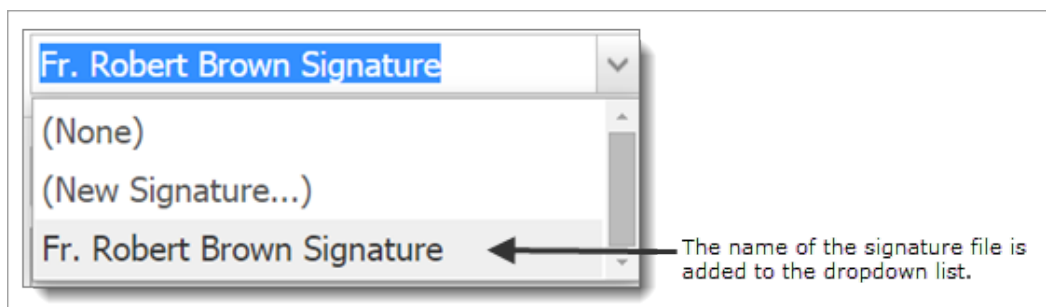 Fr. Robert Brown Signature
(None)
(New Signature...)
Fr. Robert Brown Signature
The name of the signature file is
added to the dropdown list.